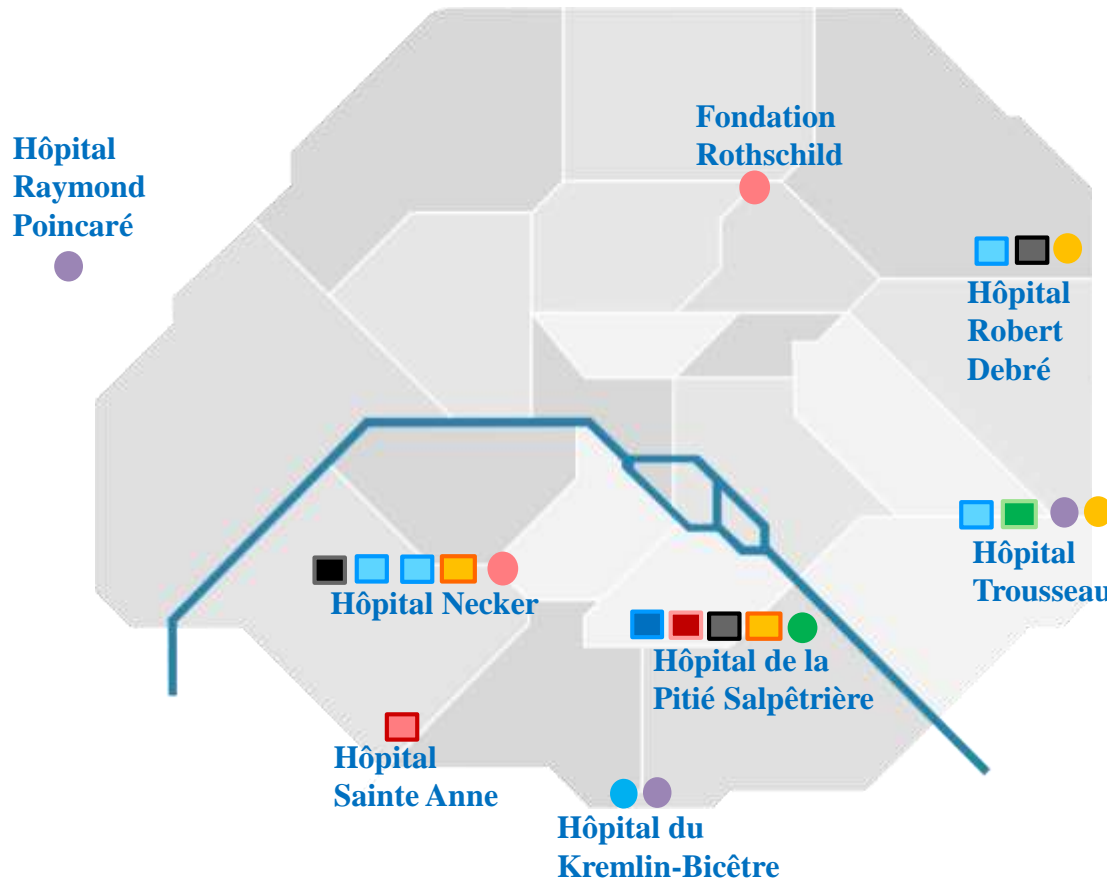 Hôpital
Raymond
Poincaré
Fondation
Rothschild
Hôpital
Robert
Debré
Hôpital
Trousseau
Hôpital Necker
Hôpital de la
Pitié Salpêtrière
Hôpital
Sainte Anne
Hôpital du
Kremlin-Bicêtre